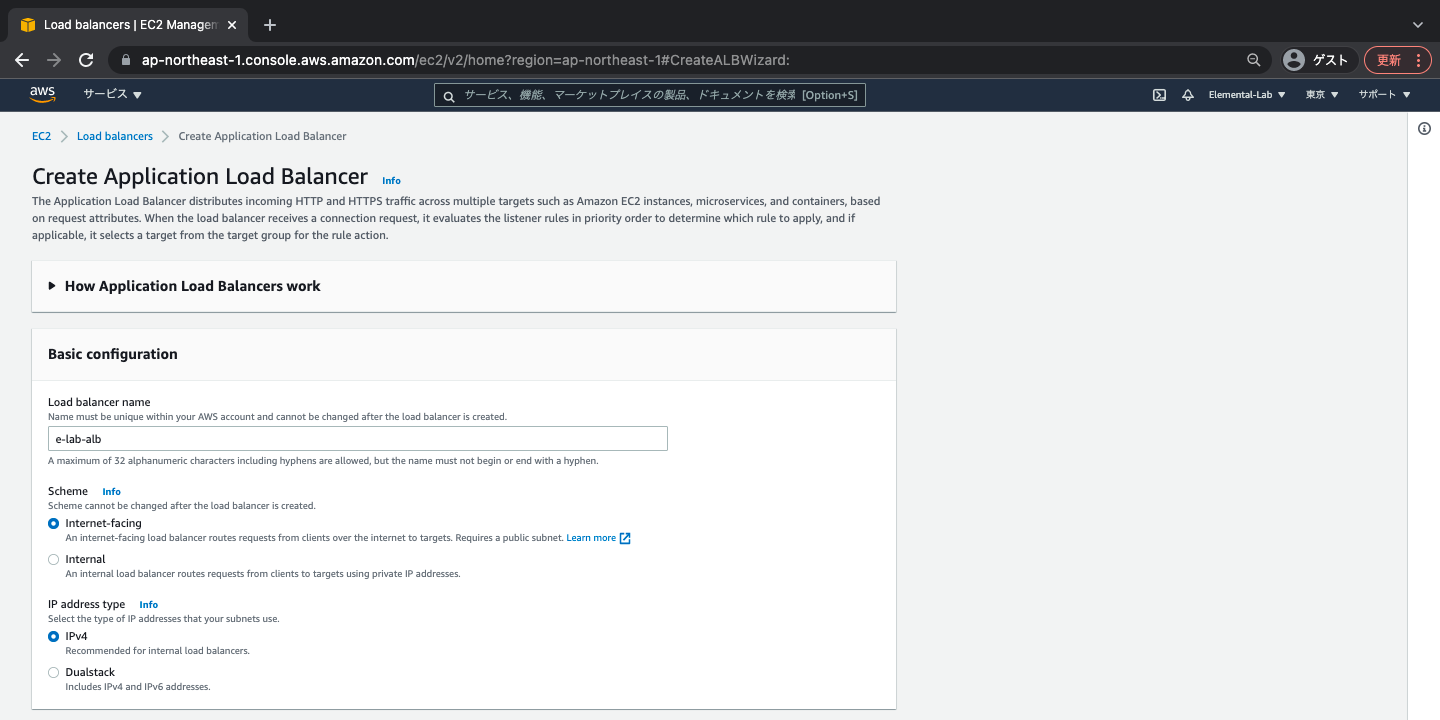 Load balancers | EC2 Managem
ap-northeast-1.console.aws.amazon.com/ec2/v2/home?region=ap-northeast-1#CreateALBWizard:
ゲスト
更新
aws
サービス
サービス、機能、マーケットプレイスの製品、ドキュメントを検索 [Option+S]
Elemental-Lab
東京
サポート
EC2
Load balancers
Create Application Load Balancer
Create Application Load Balancer
Info
The Application Load Balancer distributes incoming HTTP and HTTPS traffic across multiple targets such as Amazon EC2 instances, microservices, and containers, based
on request attributes. When the load balancer receives a connection request, it evaluates the listener rules in priority order to determine which rule to apply, and if
applicable, it selects a target from the target group for the rule action.
How Application Load Balancers work
Basic configuration
Load balancer name
Name must be unique within your AWS account and cannot be changed after the load balancer is created.
e-lab-alb
A maximum of 32 alphanumeric characters including hyphens are allowed, but the name must not begin or end with a hyphen.
Scheme Info
Scheme cannot be changed after the load balancer is created.
Internet-facing
An internet-facing load balancer routes requests from clients over the internet to targets. Requires a public subnet. Learn more
Internal
An internal load balancer routes requests from clients to targets using private IP addresses.
IP address type Info
Select the type of IP addresses that your subnets use.
IPv4
Recommended for internal load balancers.
Dualstack
Includes IPv4 and IPv6 addresses.